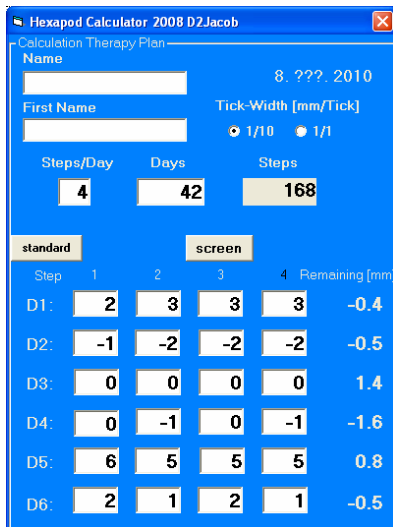 Hexapod Calculator 2008 D2Jacob
Calculation Therapy Plan
Name
8. ???. 2010
First Name
Tick-Width [mm/Tick]
1/10 1/1
Steps/Day Days Steps
4 42 168
standard screen
Step 1 2 3 4 Remaining [mm]
D1: 2 3 3 3 -0.4
D2: -1 -2 -2 -2 -0.5
D3: 0 0 0 0 1.4
D4: 0 -1 0 -1 -1.6
D5: 6 5 5 5 0.8
D6: 2 1 2 1 -0.5